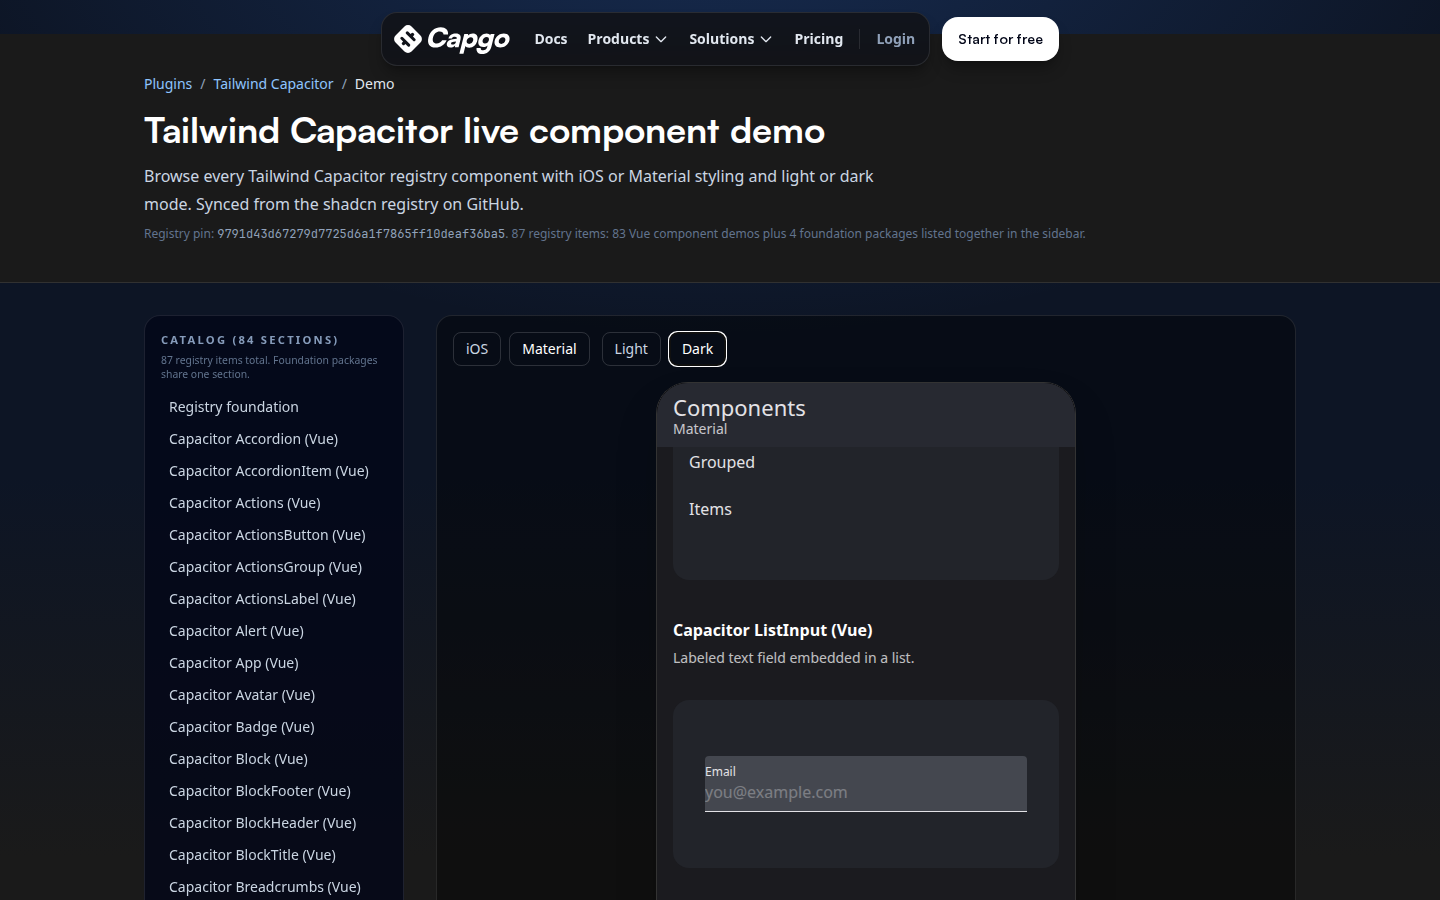 Capgo
Docs
Products
Solutions
Pricing
Login
Start for free
Plugins / Tailwind Capacitor / Demo
Tailwind Capacitor live component demo
Browse every Tailwind Capacitor registry component with iOS or Material styling and light or dark
mode. Synced from the shadcn registry on GitHub.
Registry pin: 9791d43d67279d7725d6a1f7865ff10deaf36ba5. 87 registry items: 83 Vue component demos plus 4 foundation packages listed together in the sidebar.
CATALOG (84 SECTIONS)
87 registry items total. Foundation packages
share one section.
Registry foundation
Capacitor Accordion (Vue)
Capacitor AccordionItem (Vue)
Capacitor Actions (Vue)
Capacitor ActionsButton (Vue)
Capacitor ActionsGroup (Vue)
Capacitor ActionsLabel (Vue)
Capacitor Alert (Vue)
Capacitor App (Vue)
Capacitor Avatar (Vue)
Capacitor Badge (Vue)
Capacitor Block (Vue)
Capacitor BlockFooter (Vue)
Capacitor BlockHeader (Vue)
Capacitor BlockTitle (Vue)
Capacitor Breadcrumbs (Vue)
iOS
Material
Light
Dark
Components
Material
Grouped
Items
Capacitor ListInput (Vue)
Labeled text field embedded in a list.
Email
you@example.com